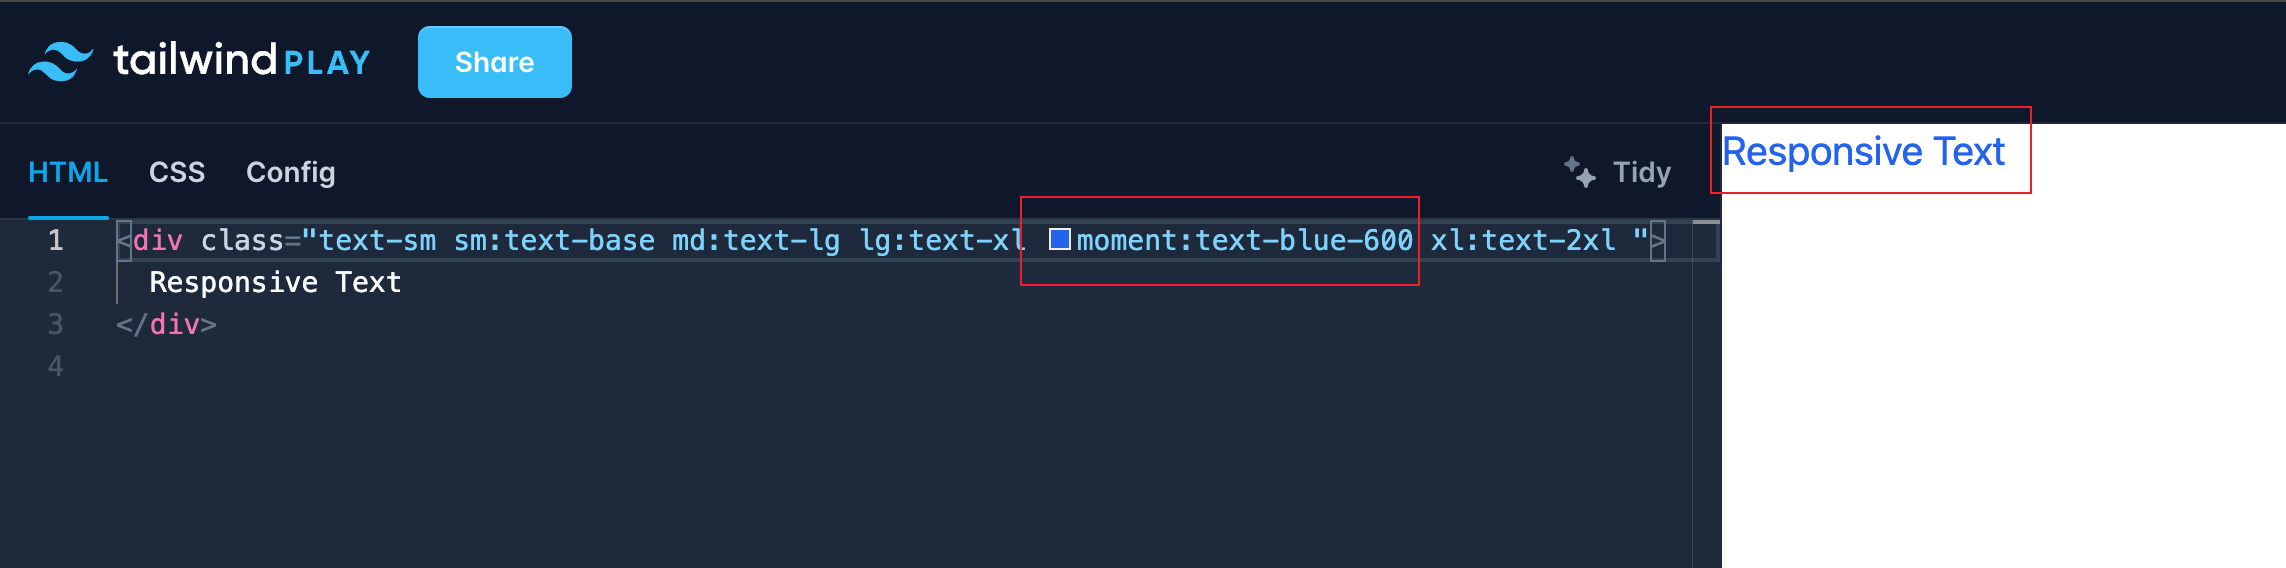 tailwind PLAY Share
HTML CSS Config Tidy
Responsive Text
1 <div class="text-sm sm:text-base md:text-lg lg:text-xl moment:text-blue-600 xl:text-2xl ">
2 Responsive Text
3 </div>
4